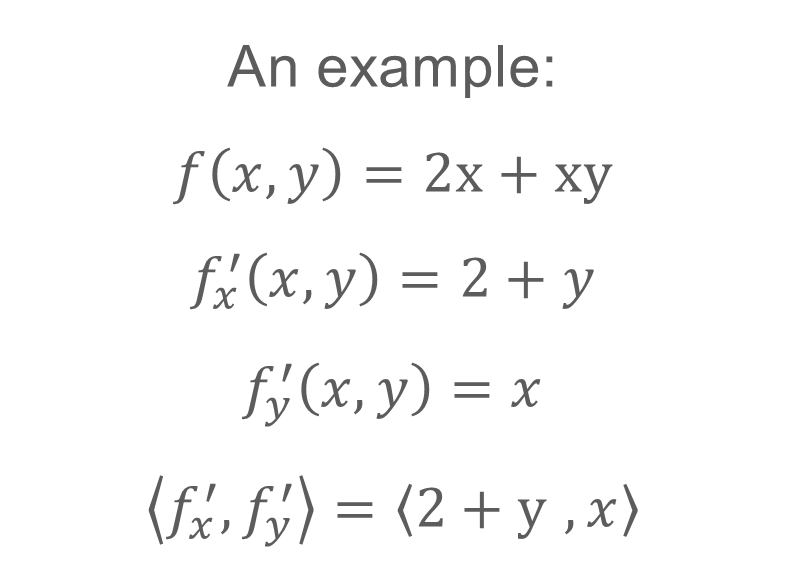 An example:
f(x, y) = 2x + xy
f′ₓ(x, y) = 2 + y
f′ᵧ(x, y) = x
⟨f′ₓ, f′ᵧ⟩ = ⟨2 + y , x⟩